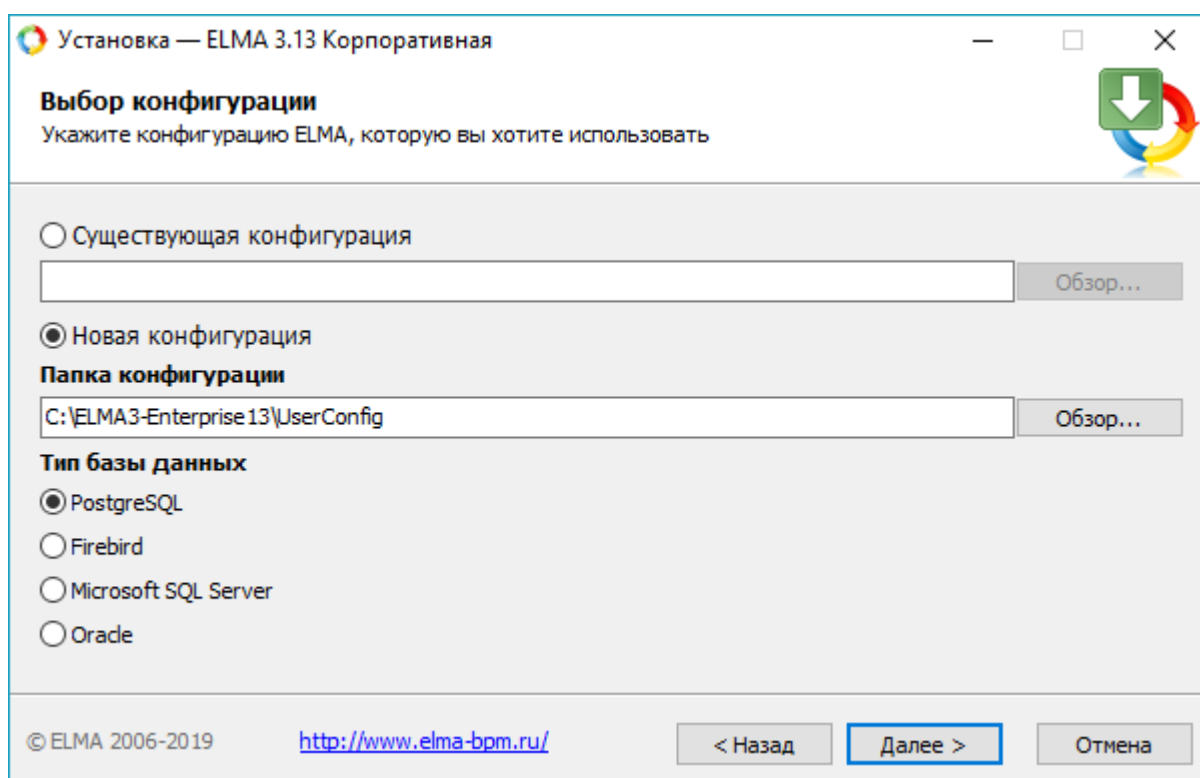 Установка — ELMA 3.13 Корпоративная
Выбор конфигурации
Укажите конфигурацию ELMA, которую вы хотите использовать
Существующая конфигурация
Обзор...
Новая конфигурация
Папка конфигурации
C:\ELMA3-Enterprise13\UserConfig Обзор...
Тип базы данных
PostgreSQL
Firebird
Microsoft SQL Server
Oracle
© ELMA 2006-2019 http://www.elma-bpm.ru/ < Назад Далее > Отмена